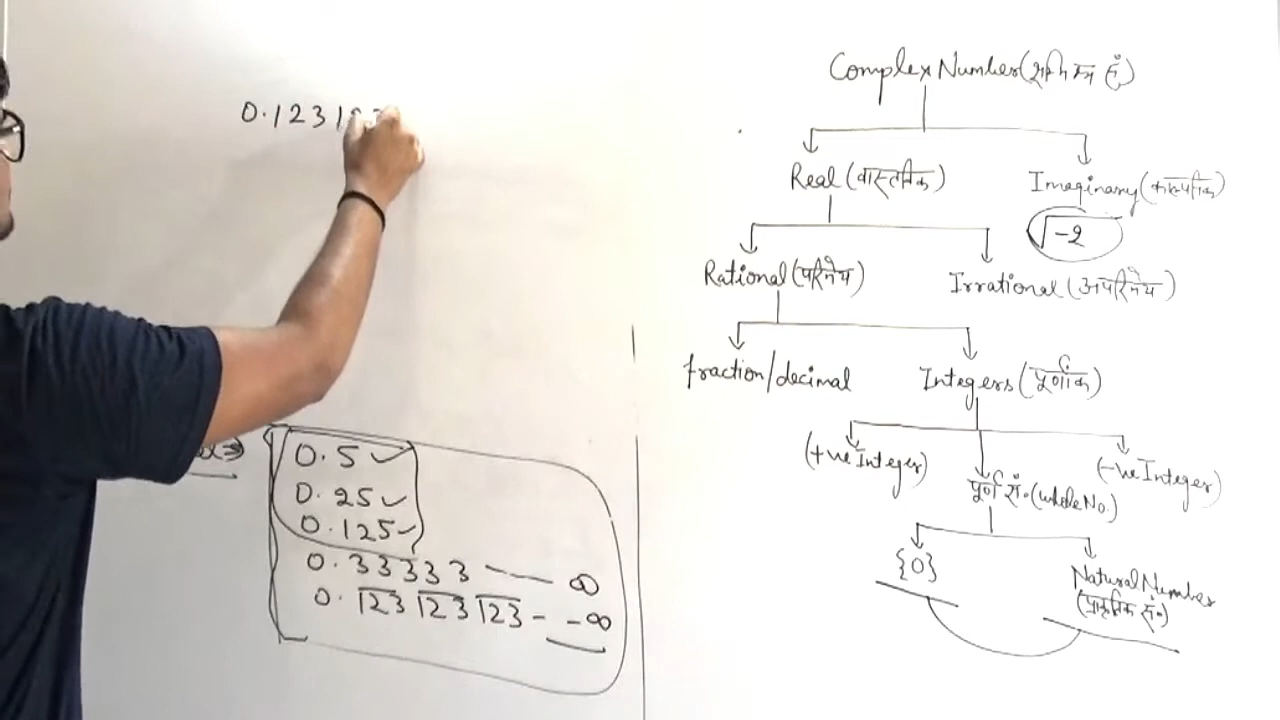 0.1231
0.5 ✓
0.25 ✓
0.125 ✓
0.33333 —— ∞
0.123 123 123 - - ∞
Complex Number (सम्मिश्र सं.)
Real (वास्तविक)
Imaginary (काल्पनिक)
√-2
Rational (परिमेय)
Irrational (अपरिमेय)
fraction/decimal
Integers (पूर्णांक)
(+ve Integer)
पूर्ण सं. (whole No.)
(-ve Integer)
{0}
Natural Number
(प्राकृतिक सं.)